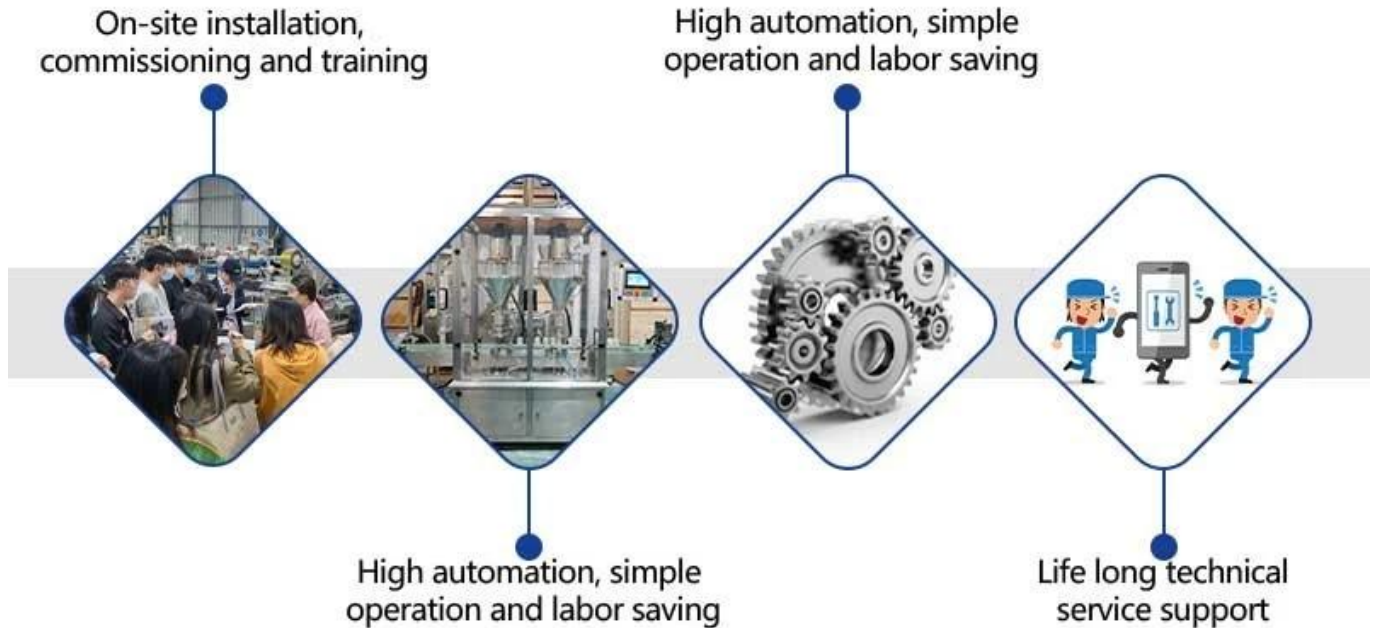 On-site installation,
commissioning and training
High automation, simple
operation and labor saving
High automation, simple
operation and labor saving
Life long technical
service support